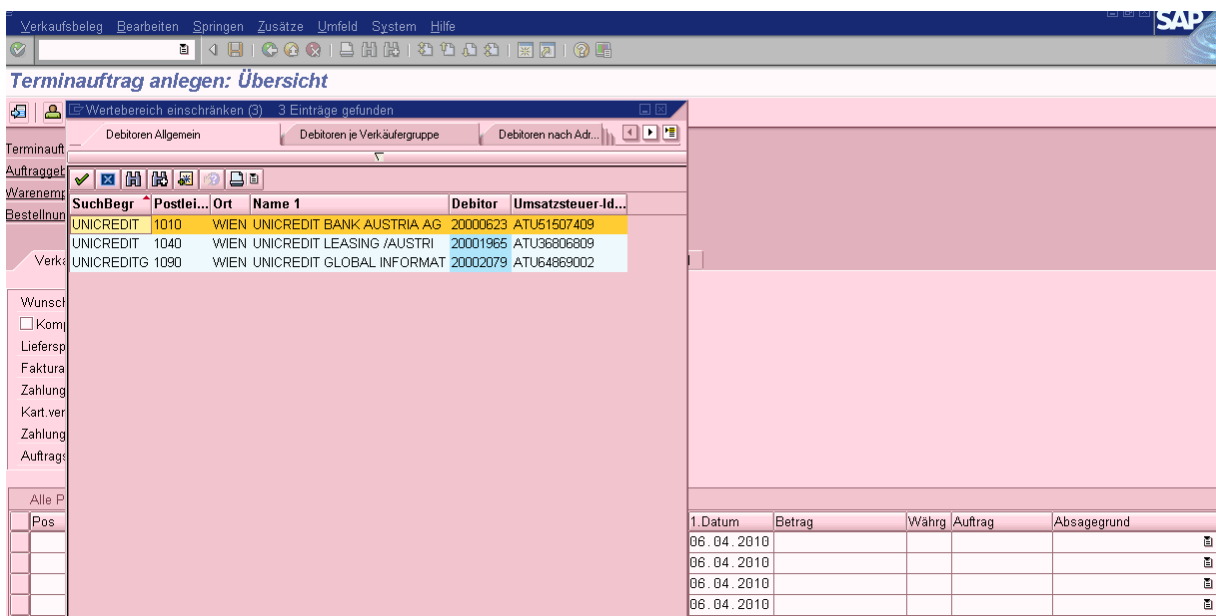 Verkaufsbeleg Bearbeiten Springen Zusätze Umfeld System Hilfe
SAP
Terminauftrag anlegen: Übersicht
Wertebereich einschränken (3) 3 Einträge gefunden
Debitoren Allgemein Debitoren je Verkäufergruppe Debitoren nach Adr...
Terminauft
Auftraggeb
Warenemp
Bestellnun
SuchBegr Postlei... Ort Name 1 Debitor Umsatzsteuer-Id...
UNICREDIT 1010 WIEN UNICREDIT BANK AUSTRIA AG 20000623 ATU51507409
UNICREDIT 1040 WIEN UNICREDIT LEASING /AUSTRI 20001965 ATU36806809
UNICREDITG 1090 WIEN UNICREDIT GLOBAL INFORMAT 20002079 ATU64869002
Verka
Wunsch
Komp
Liefersp
Faktura
Zahlung
Kart.ver
Zahlung
Auftrags
Alle P
Pos 1.Datum Betrag Währg Auftrag Absagegrund
06.04.2010
06.04.2010
06.04.2010
06.04.2010